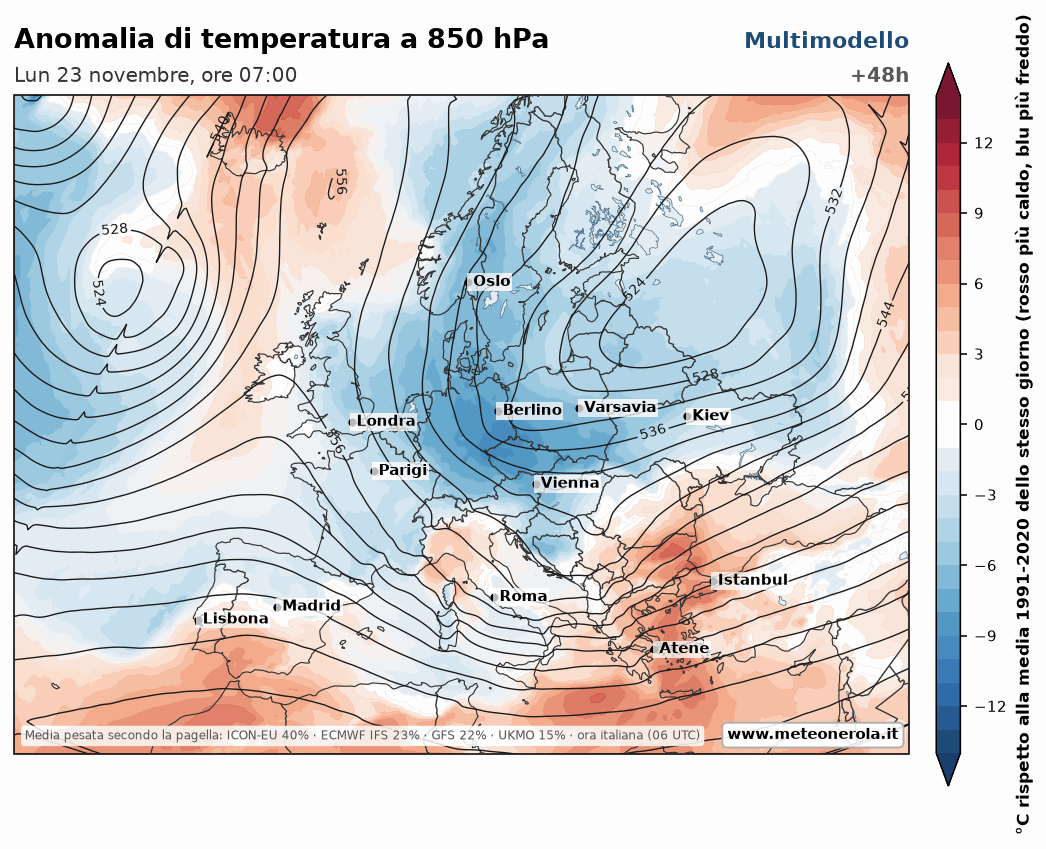 Anomalia di temperatura a 850 hPa
Multimodello
Lun 23 novembre, ore 07:00
+48h
540
556
528
532
524
524
544
Oslo
528
Berlino
Varsavia
Kiev
Londra
536
556
Parigi
Vienna
Istanbul
Roma
Madrid
Lisbona
Atene
Media pesata secondo la pagella: ICON-EU 40% · ECMWF IFS 23% · GFS 22% · UKMO 15% · ora italiana (06 UTC)
www.meteonerola.it
12
9
6
3
0
−3
−6
−9
−12
°C rispetto alla media 1991-2020 dello stesso giorno (rosso più caldo, blu più freddo)